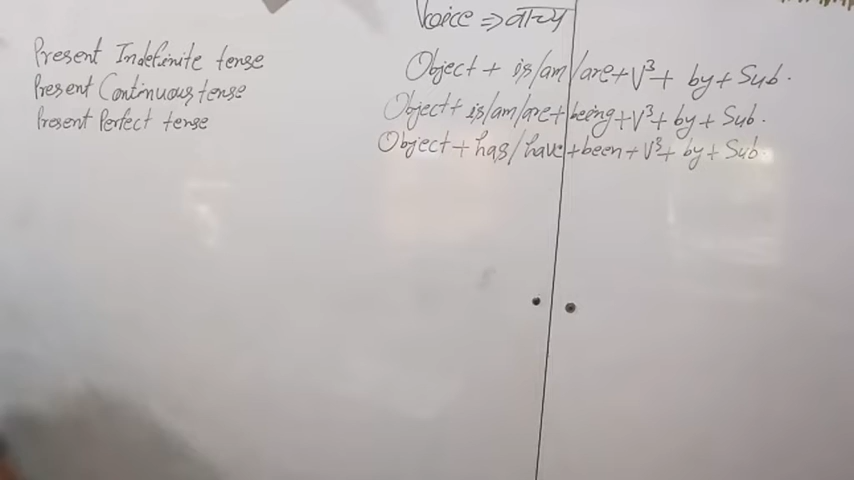 Voice ⇒ वाच्य
Present Indefinite tense
Object + is/am/are+V³+ by+ Sub.
Present Continuous tense
Object+ is/am/are+being+V³+ by+ Sub.
Present Perfect tense
Object +has/have+been+V³+ by+ Sub.